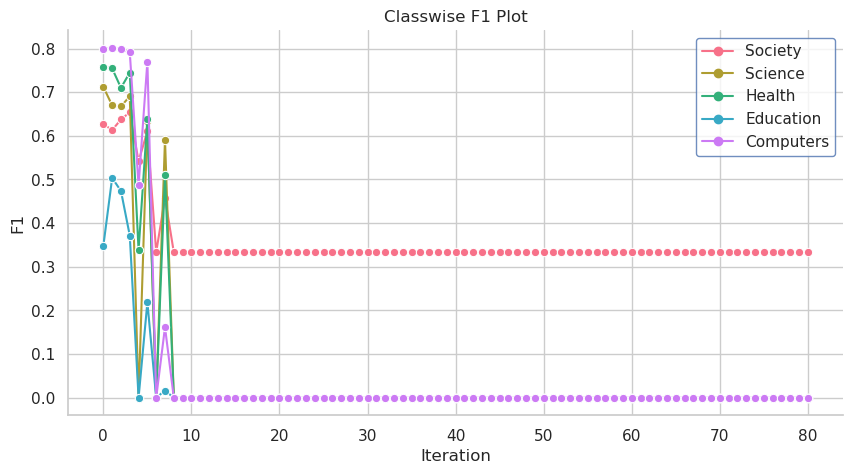 Classwise F1 Plot
Society
Science
Health
Education
Computers
F1
0.8
0.7
0.6
0.5
0.4
0.3
0.2
0.1
0.0
0 10 20 30 40 50 60 70 80
Iteration